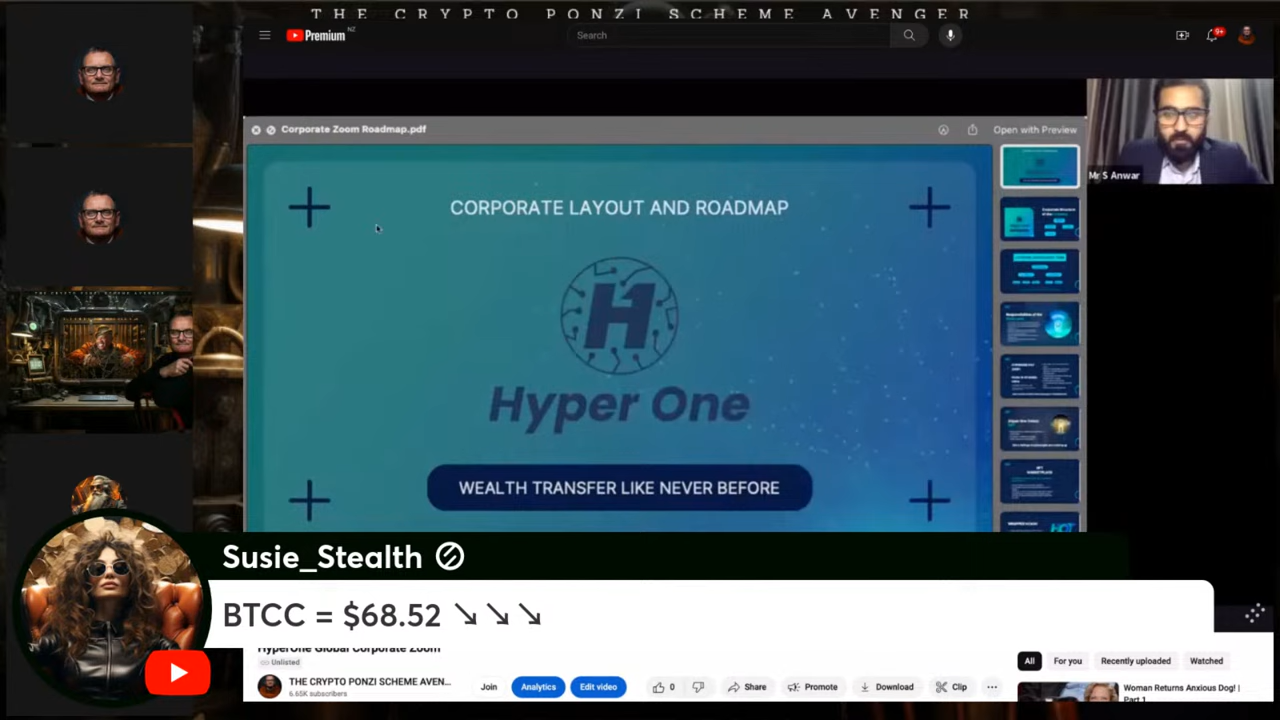 THE CRYPTO PONZI SCHEME AVENGER
Premium NZ
Search
9+
Corporate Zoom Roadmap.pdf
Open with Preview
CORPORATE LAYOUT AND ROADMAP
H1
Hyper One
WEALTH TRANSFER LIKE NEVER BEFORE
Mr S Anwar
Susie_Stealth
BTCC = $68.52 ↘↘↘
HyperOne Global Corporate Zoom
Unlisted
THE CRYPTO PONZI SCHEME AVEN...
6.65K subscribers
Join
Analytics
Edit video
0
Share
Promote
Download
Clip
All
For you
Recently uploaded
Watched
Woman Returns Anxious Dog! |
Part 1